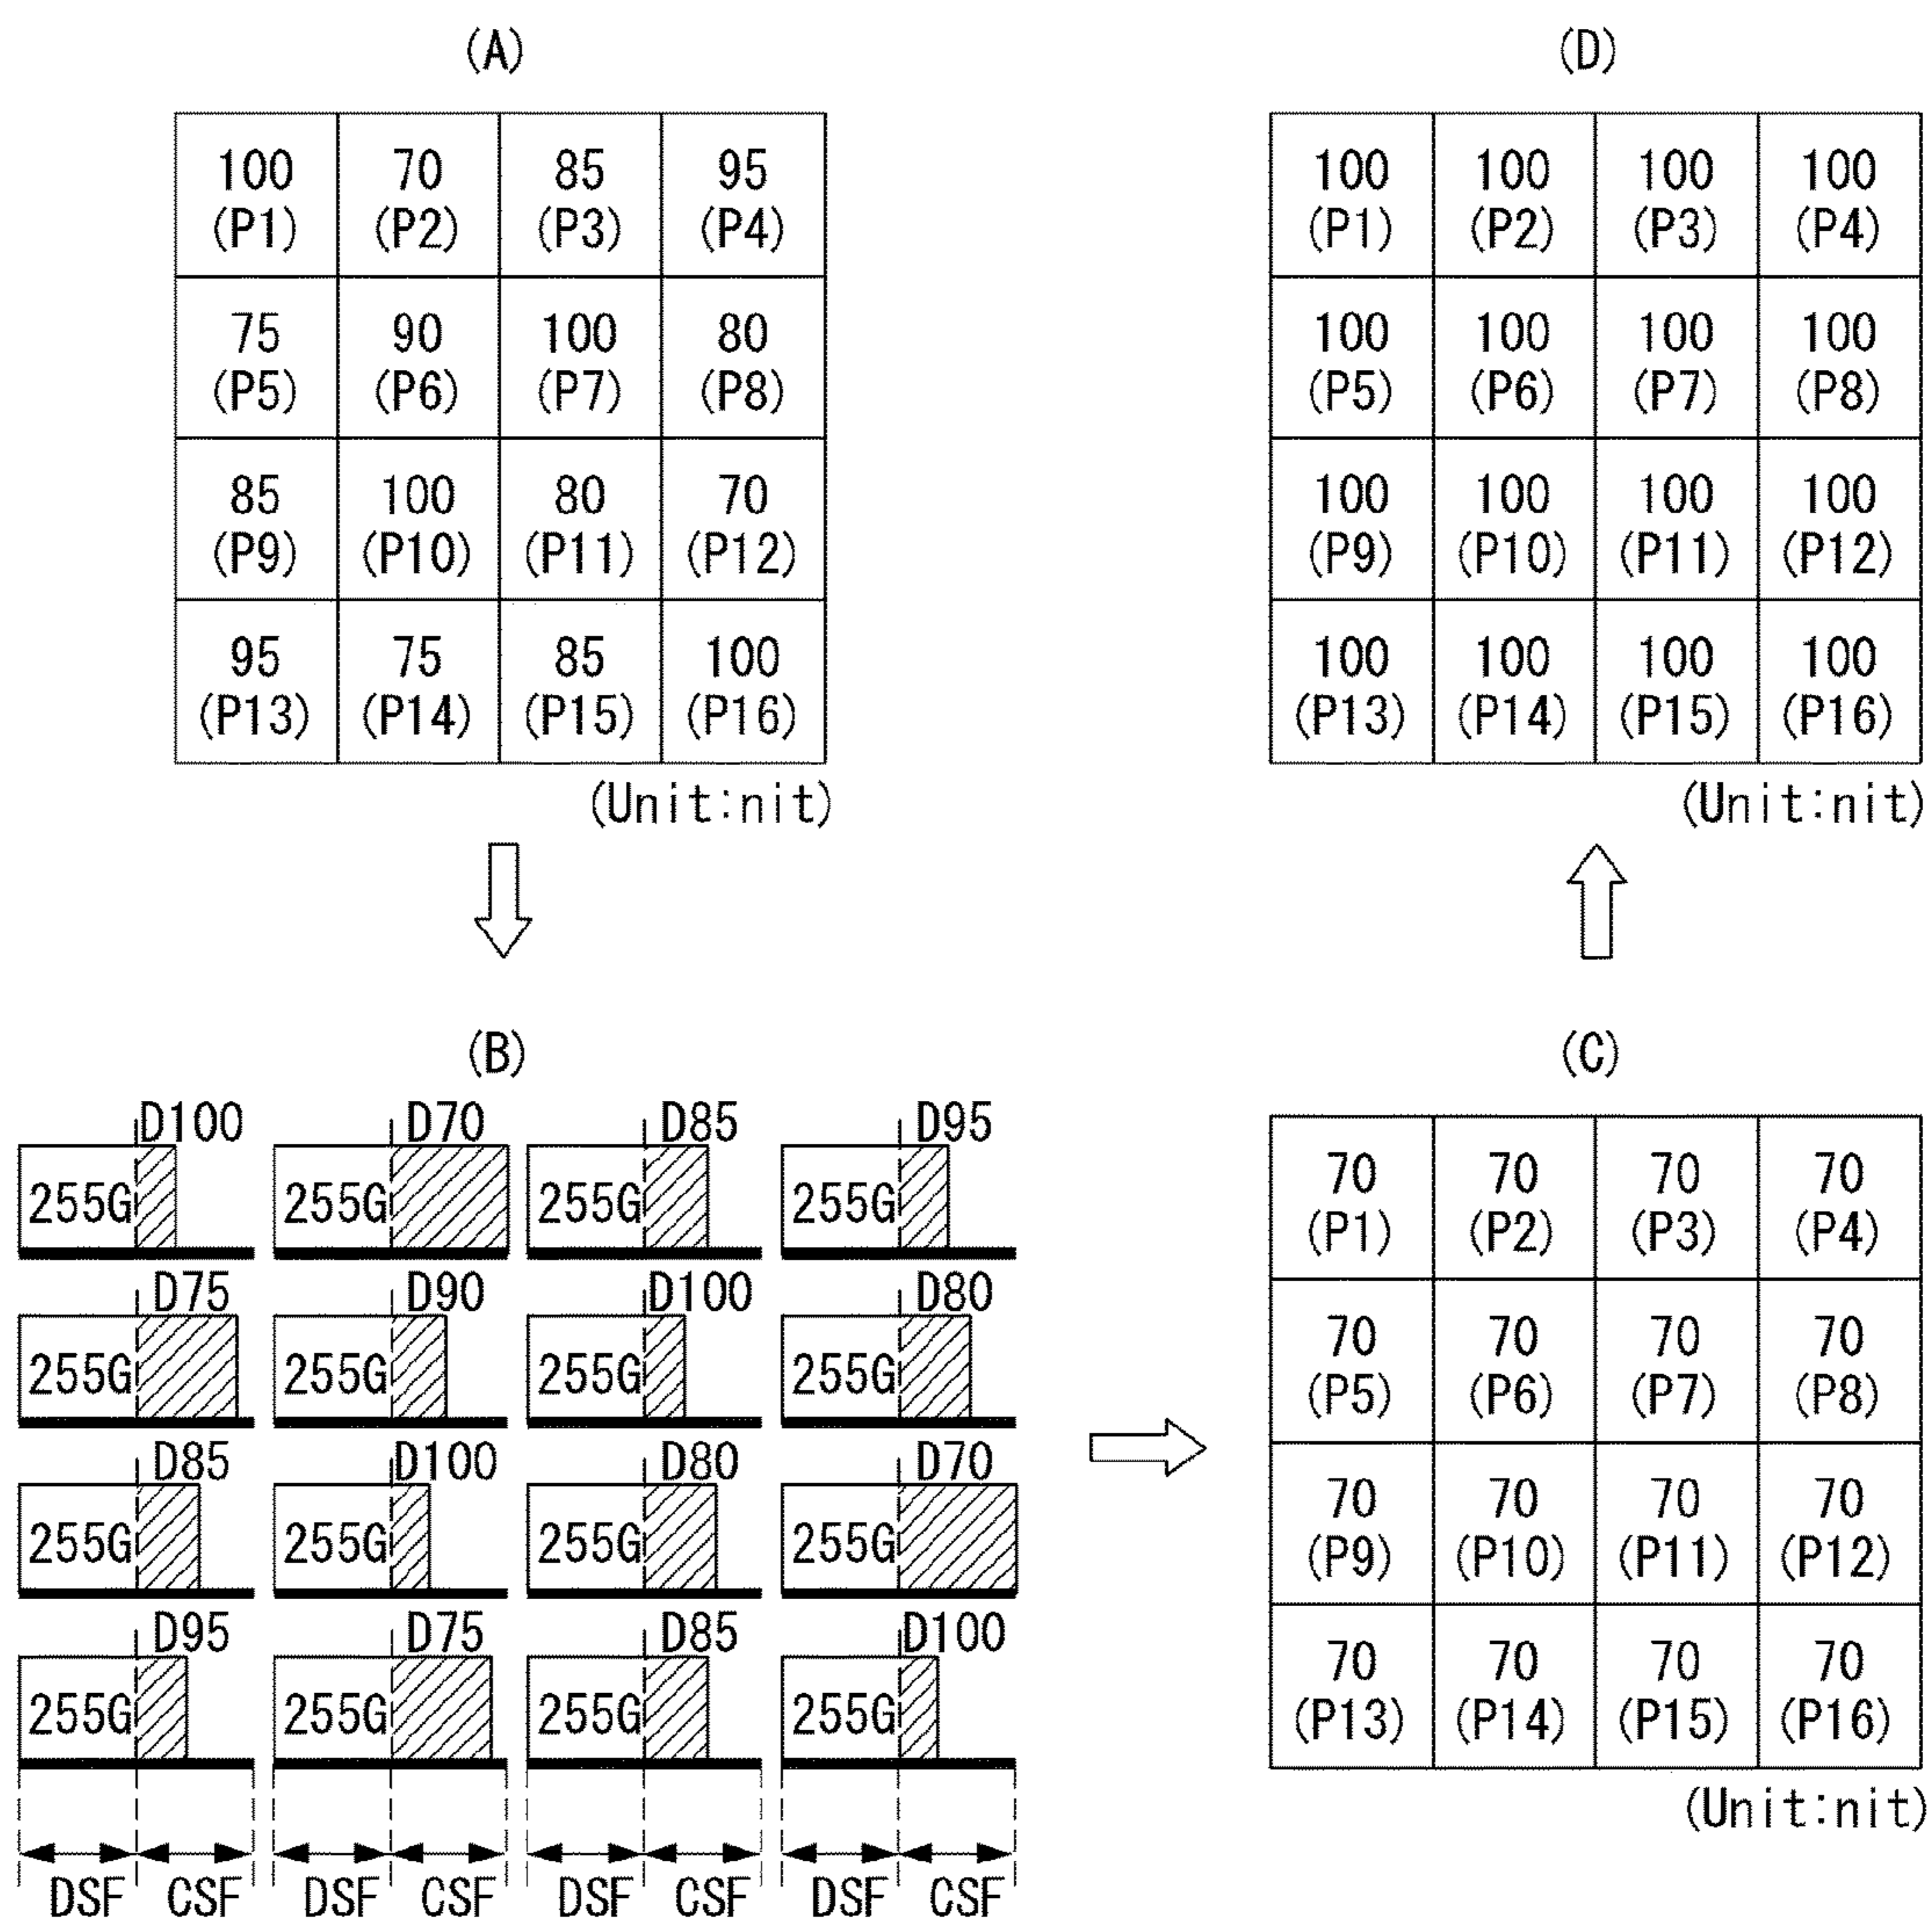 (A)
100 70 85 95
(P1) (P2) (P3) (P4)
75 90 100 80
(P5) (P6) (P7) (P8)
85 100 80 70
(P9) (P10) (P11) (P12)
95 75 85 100
(P13) (P14) (P15) (P16)
(Unit:nit)
(B)
D100 D70 D85 D95
255G 255G 255G 255G
D75 D90 D100 D80
255G 255G 255G 255G
D85 D100 D80 D70
255G 255G 255G 255G
D95 D75 D85 D100
255G 255G 255G 255G
DSF CSF DSF CSF DSF CSF DSF CSF
(C)
70 70 70 70
(P1) (P2) (P3) (P4)
70 70 70 70
(P5) (P6) (P7) (P8)
70 70 70 70
(P9) (P10) (P11) (P12)
70 70 70 70
(P13) (P14) (P15) (P16)
(Unit:nit)
(D)
100 100 100 100
(P1) (P2) (P3) (P4)
100 100 100 100
(P5) (P6) (P7) (P8)
100 100 100 100
(P9) (P10) (P11) (P12)
100 100 100 100
(P13) (P14) (P15) (P16)
(Unit:nit)